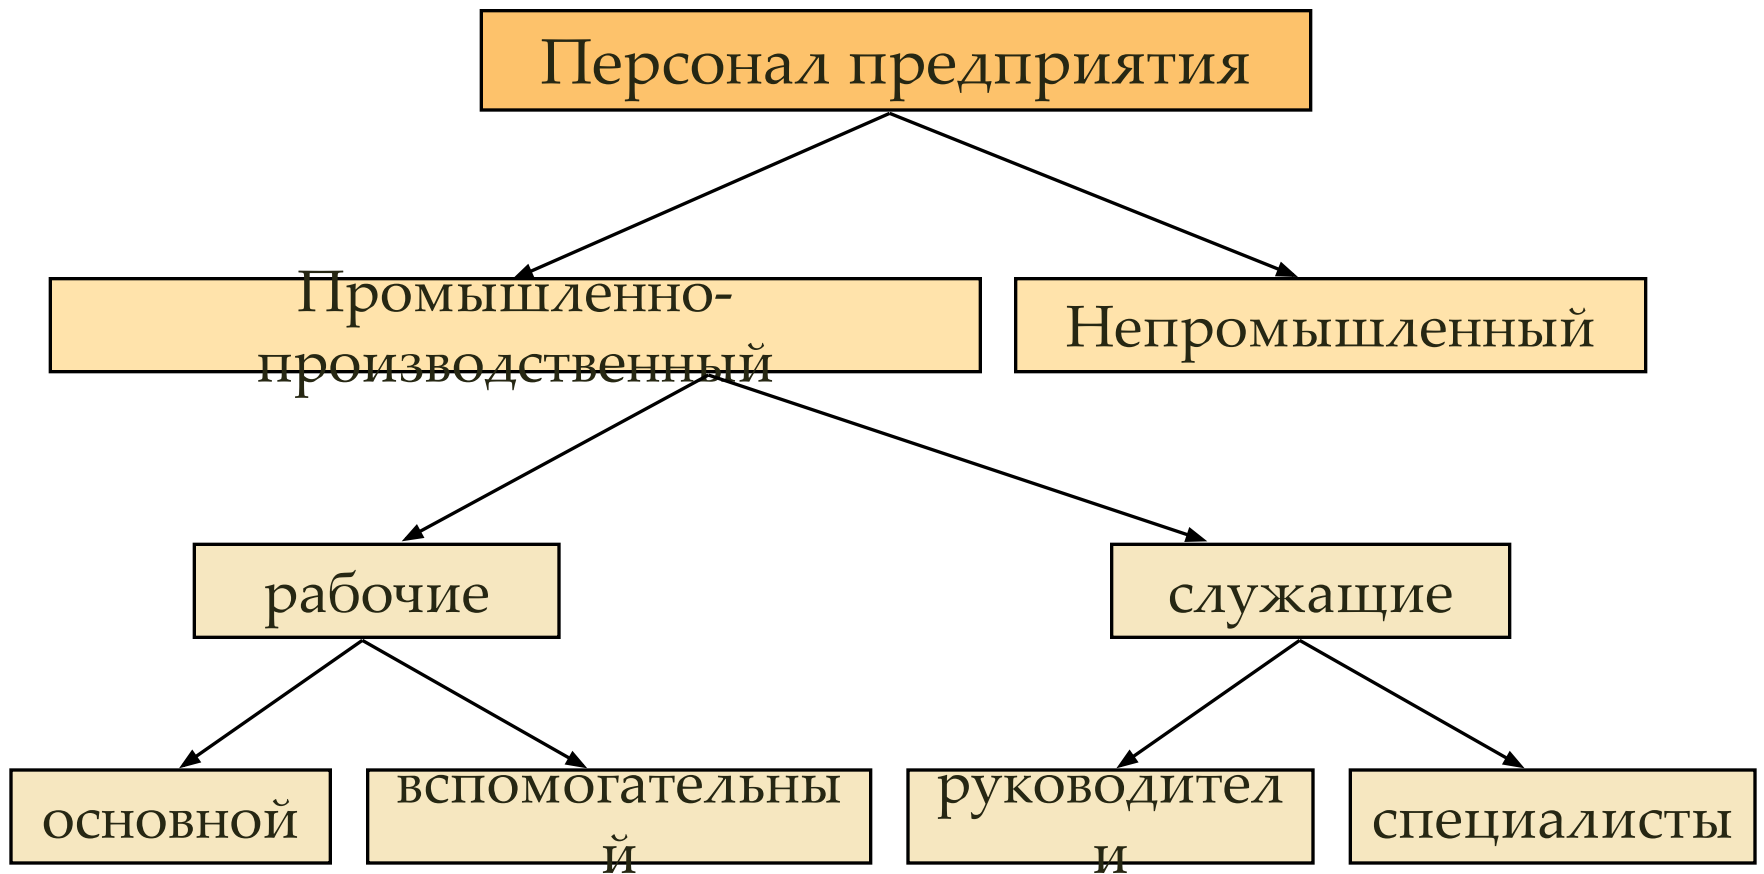 Персонал предприятия
Промышленно-
производственный
Непромышленный
рабочие
служащие
основной
вспомогательны
й
руководител
и
специалисты